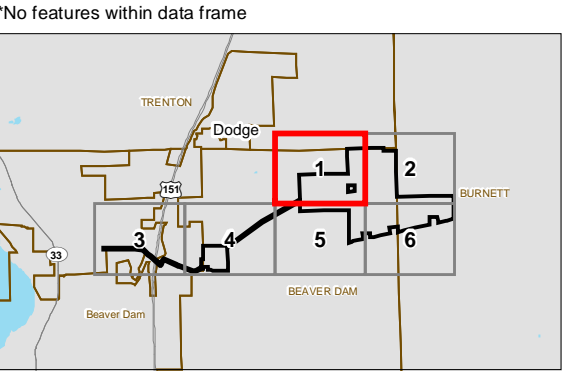 *No features within data frame
TRENTON
Dodge
1
2
151
BURNETT
3
4
5
6
33
BEAVER DAM
Beaver Dam